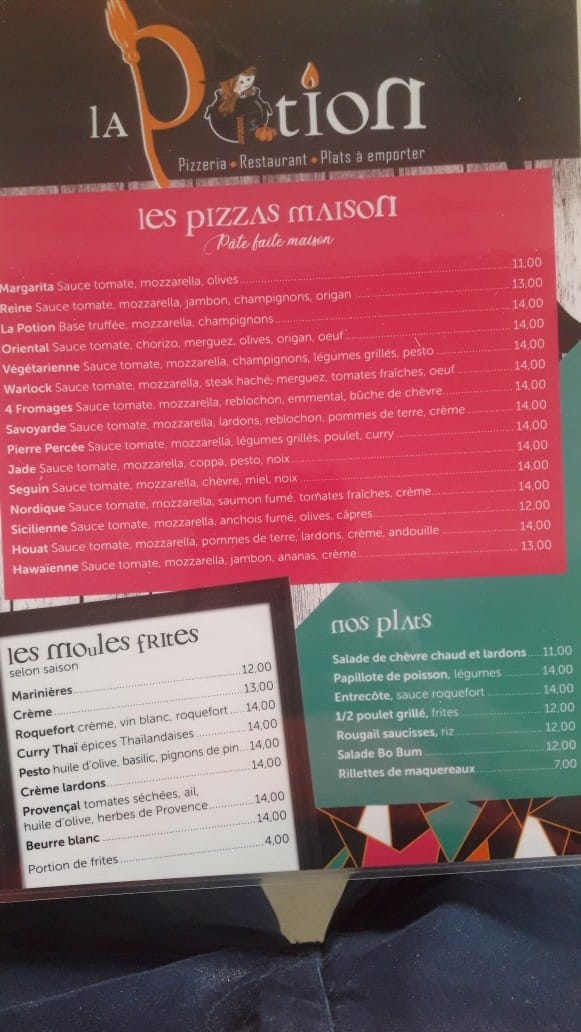 La Potion
Pizzeria • Restaurant • Plats à emporter
Les Pizzas Maison
Pâte faite maison
Margarita Sauce tomate, mozzarella, olives 11,00
Reine Sauce tomate, mozzarella, jambon, champignons, origan 13,00
La Potion Base truffée, mozzarella, champignons 14,00
Oriental Sauce tomate, chorizo, merguez, olives, origan, oeuf 14,00
Végétarienne Sauce tomate, mozzarella, champignons, légumes grillés, pesto 14,00
Warlock Sauce tomate, mozzarella, steak haché, merguez, tomates fraîches, oeuf 14,00
4 Fromages Sauce tomate, mozzarella, reblochon, emmental, bûche de chèvre 14,00
Savoyarde Sauce tomate, mozzarella, lardons, reblochon, pommes de terre, crème 14,00
Pierre Percée Sauce tomate, mozzarella, légumes grillés, poulet, curry 14,00
Jade Sauce tomate, mozzarella, coppa, pesto, noix 14,00
Seguin Sauce tomate, mozzarella, chèvre, miel, noix 14,00
Nordique Sauce tomate, mozzarella, saumon fumé, tomates fraîches, crème 14,00
Sicilienne Sauce tomate, mozzarella, anchois fumé, olives, câpres 12,00
Houat Sauce tomate, mozzarella, pommes de terre, lardons, crème, andouille 14,00
Hawaïenne Sauce tomate, mozzarella, jambon, ananas, crème 13,00
Les Moules Frites
selon saison
Marinières 12,00
Crème 13,00
Roquefort crème, vin blanc, roquefort 14,00
Curry Thaï épices Thaïlandaises 14,00
Pesto huile d'olive, basilic, pignons de pin 14,00
Crème lardons 14,00
Provençal tomates séchées, ail,
huile d'olive, herbes de Provence 14,00
Beurre blanc 14,00
Portion de frites 4,00
Nos Plats
Salade de chèvre chaud et lardons 11,00
Papillote de poisson, légumes 14,00
Entrecôte, sauce roquefort 14,00
1/2 poulet grillé, frites 12,00
Rougail saucisses, riz 12,00
Salade Bo Bum 12,00
Rillettes de maquereaux 7,00